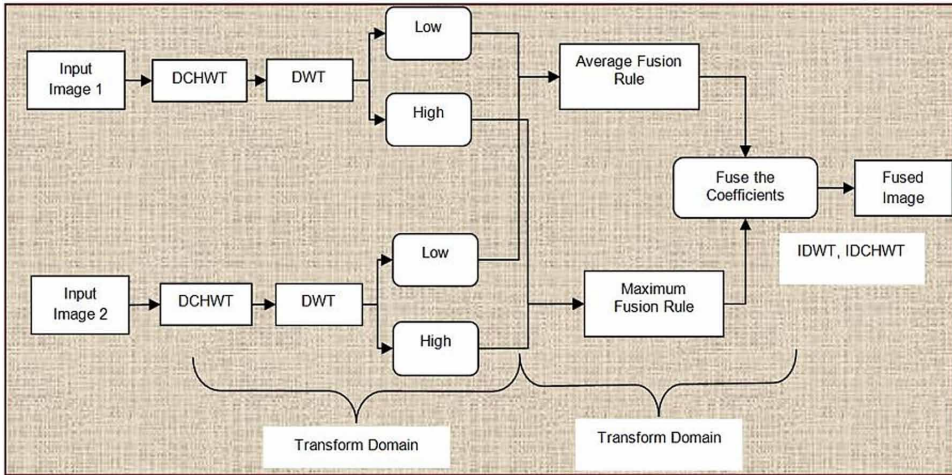 Input
Image 1
DCHWT
DWT
Low
High
Average Fusion
Rule
Fuse the
Coefficients
Fused
Image
IDWT, IDCHWT
Input
Image 2
DCHWT
DWT
Low
High
Maximum
Fusion Rule
Transform Domain
Transform Domain